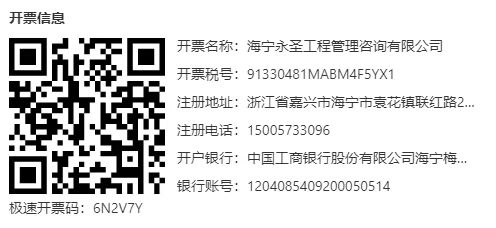 开票信息
开票名称：海宁永圣工程管理咨询有限公司
开票税号：91330481MABM4F5YX1
注册地址：浙江省嘉兴市海宁市袁花镇联红路2...
注册电话：15005733096
开户银行：中国工商银行股份有限公司海宁梅...
银行账号：1204085409200050514
极速开票码：6N2V7Y